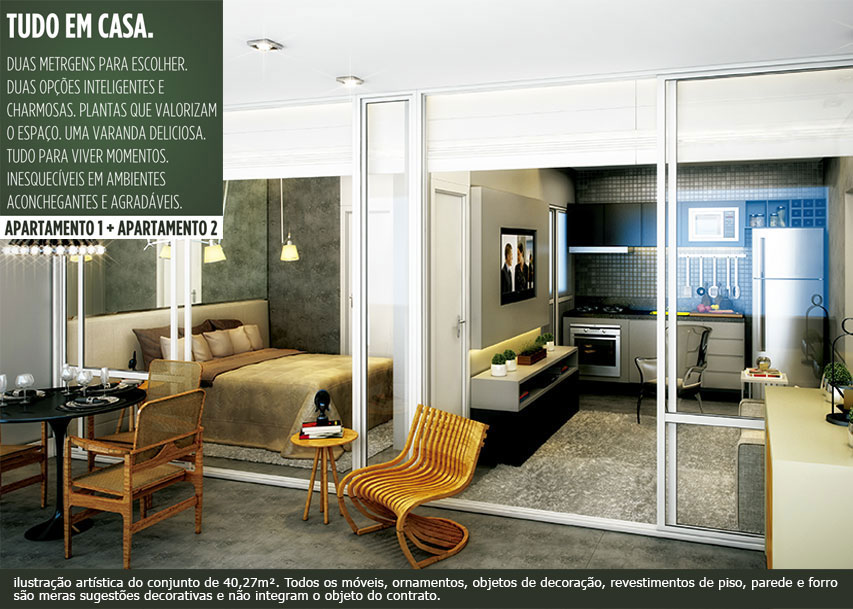 TUDO EM CASA.
DUAS METRGENS PARA ESCOLHER.
DUAS OPÇÕES INTELIGENTES E
CHARMOSAS. PLANTAS QUE VALORIZAM
O ESPAÇO. UMA VARANDA DELICIOSA.
TUDO PARA VIVER MOMENTOS.
INESQUECÍVEIS EM AMBIENTES
ACONCHEGANTES E AGRADÁVEIS.
APARTAMENTO 1 + APARTAMENTO 2
ilustração artística do conjunto de 40,27m². Todos os móveis, ornamentos, objetos de decoração, revestimentos de piso, parede e forro
são meras sugestões decorativas e não integram o objeto do contrato.